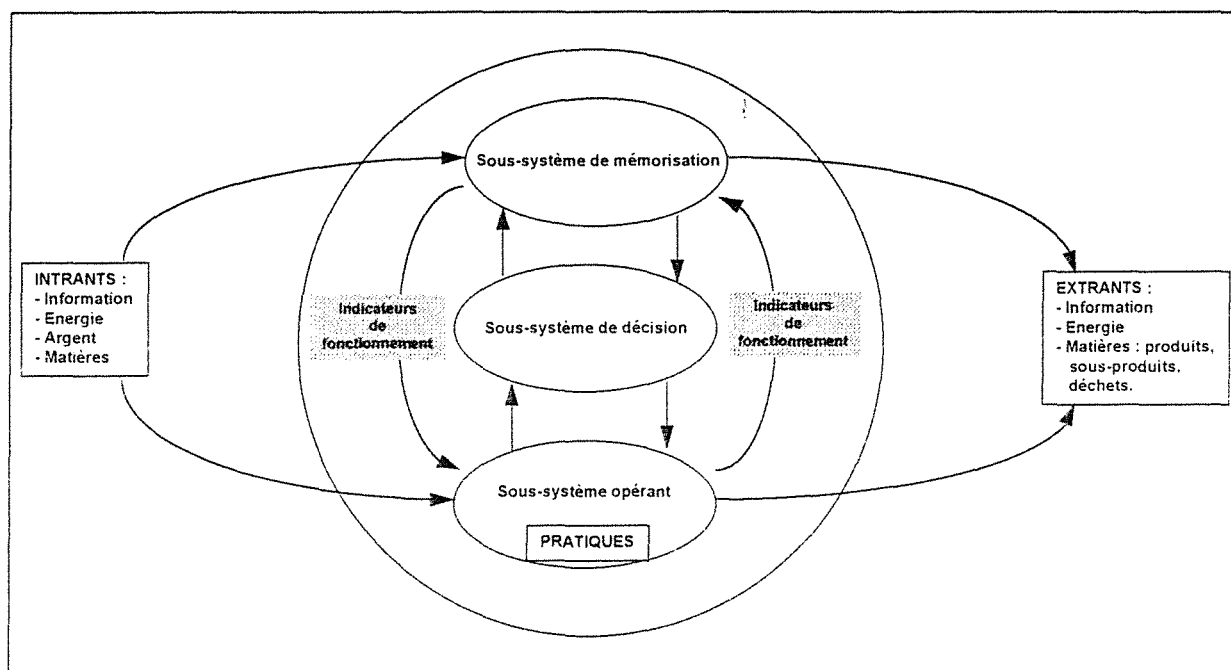 Sous-système de mémorisation
INTRANTS :
- Information
- Energie
- Argent
- Matières
Indicateurs
de
fonctionnement
Sous-système de décision
Indicateurs
de
fonctionnement
EXTRANTS :
- Information
- Energie
- Matières : produits,
sous-produits,
déchets.
Sous-système opérant
PRATIQUES